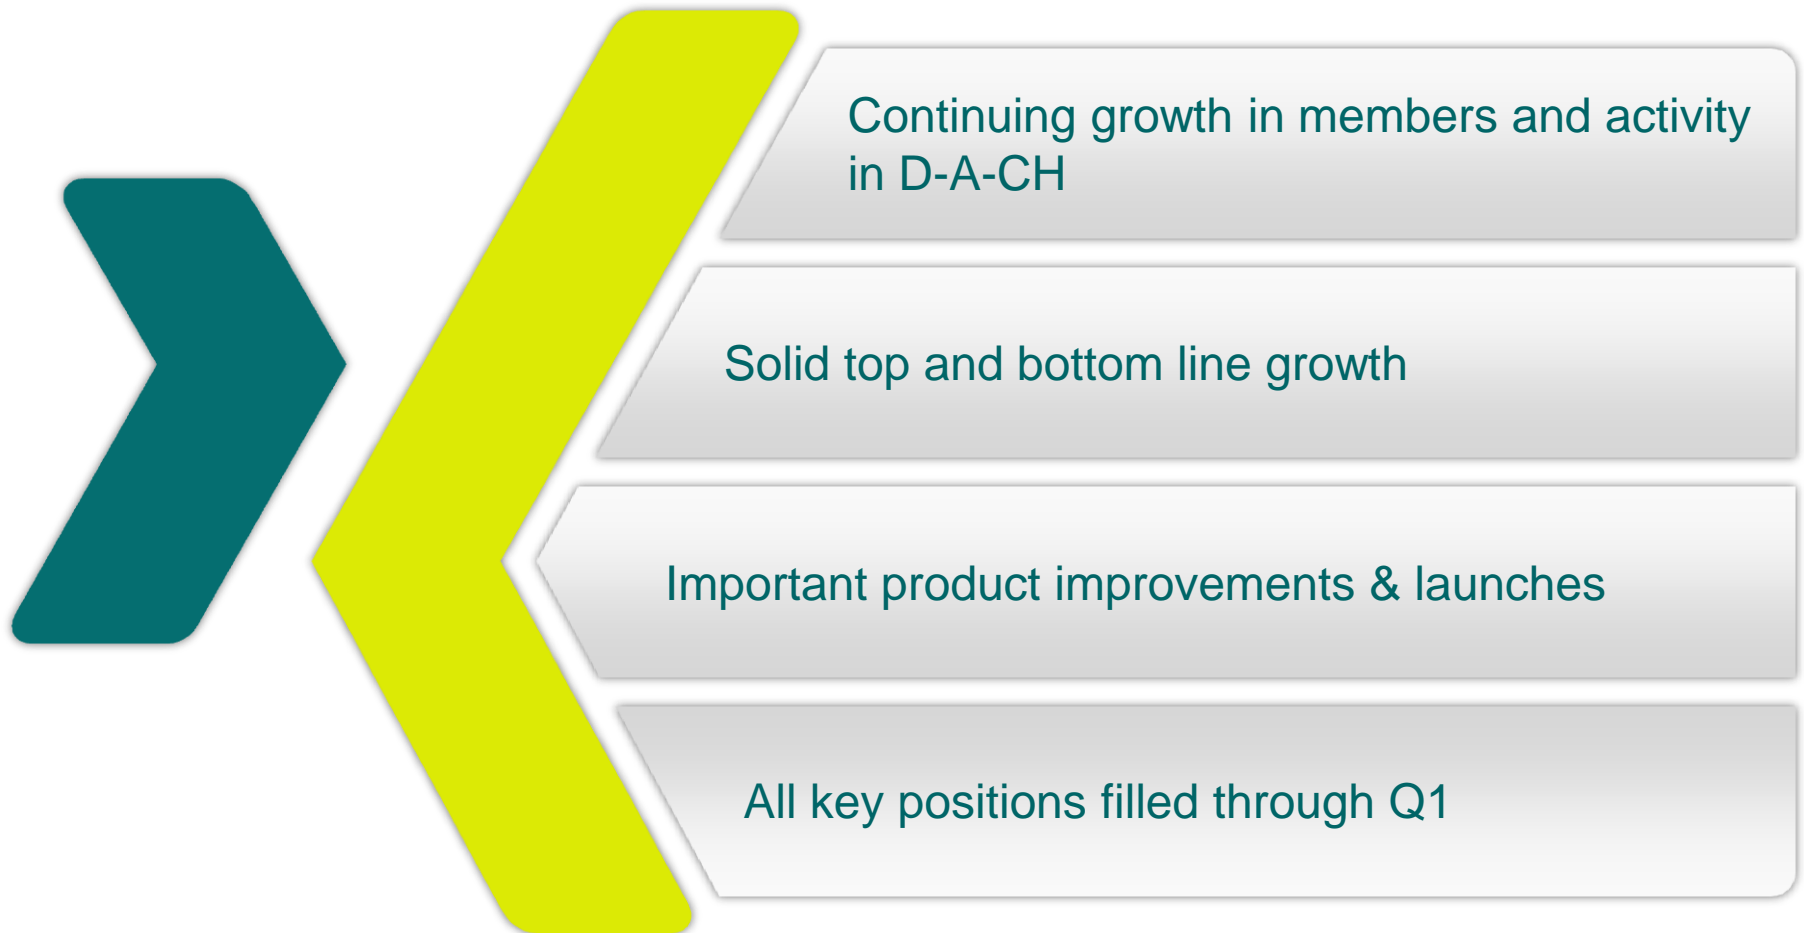 Continuing growth in members and activity
in D-A-CH
Solid top and bottom line growth
Important product improvements & launches
All key positions filled through Q1